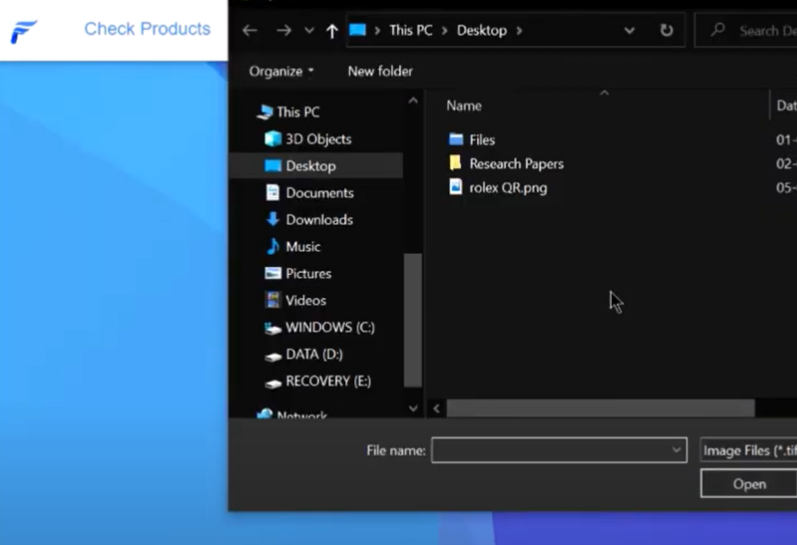 Check Products
This PC > Desktop >
Search De
Organize
New folder
This PC
3D Objects
Desktop
Documents
Downloads
Music
Pictures
Videos
WINDOWS (C:)
DATA (D:)
RECOVERY (E:)
Network
Name
Dat
Files
01-
Research Papers
02-
rolex QR.png
05-
File name:
Image Files (*.tif
Open